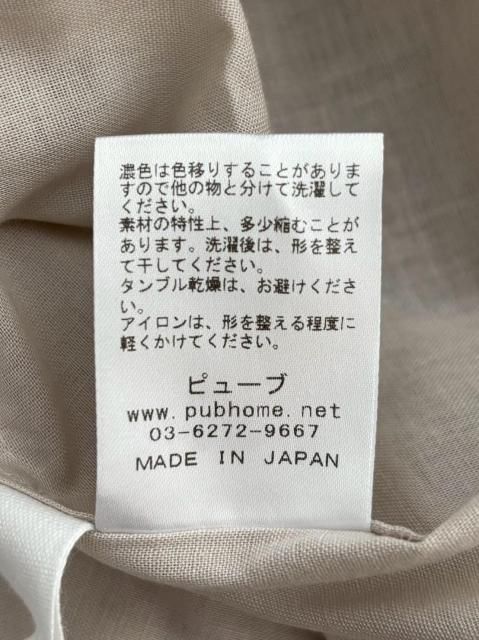 濃色は色移りすることがありま
すので他の物と分けて洗濯して
ください。
素材の特性上、多少縮むことが
あります。洗濯後は、形を整え
て干してください。
タンブル乾燥は、お避けくださ
い。
アイロンは、形を整える程度に
軽くかけてください。
ピューブ
www.pubhome.net
03-6272-9667
MADE IN JAPAN